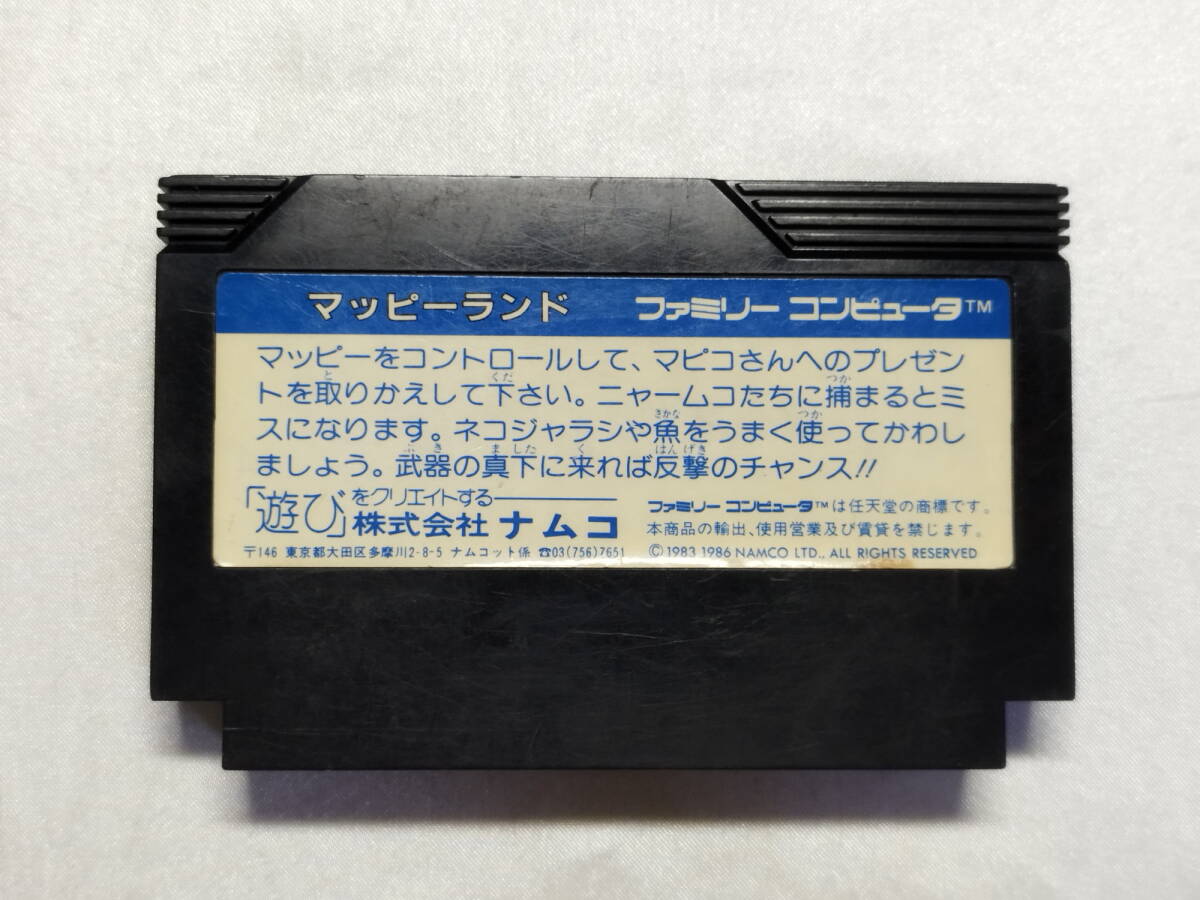 マッピーランド ファミリー コンピュータ™
マッピーをコントロールして、マピコさんへのプレゼン
トを取りかえして下さい。ニャームコたちに捕まるとミ
スになります。ネコジャラシや魚をうまく使ってかわし
ましょう。武器の真下に来れば反撃のチャンス!!
「遊び」をクリエイトする
株式会社 ナムコ
〒146 東京都大田区多摩川2-8-5 ナムコット係 ☎03(756)7651
ファミリー コンピュータ™は任天堂の商標です。
本商品の輸出、使用営業及び賃貸を禁じます。
©1983 1986 NAMCO LTD., ALL RIGHTS RESERVED